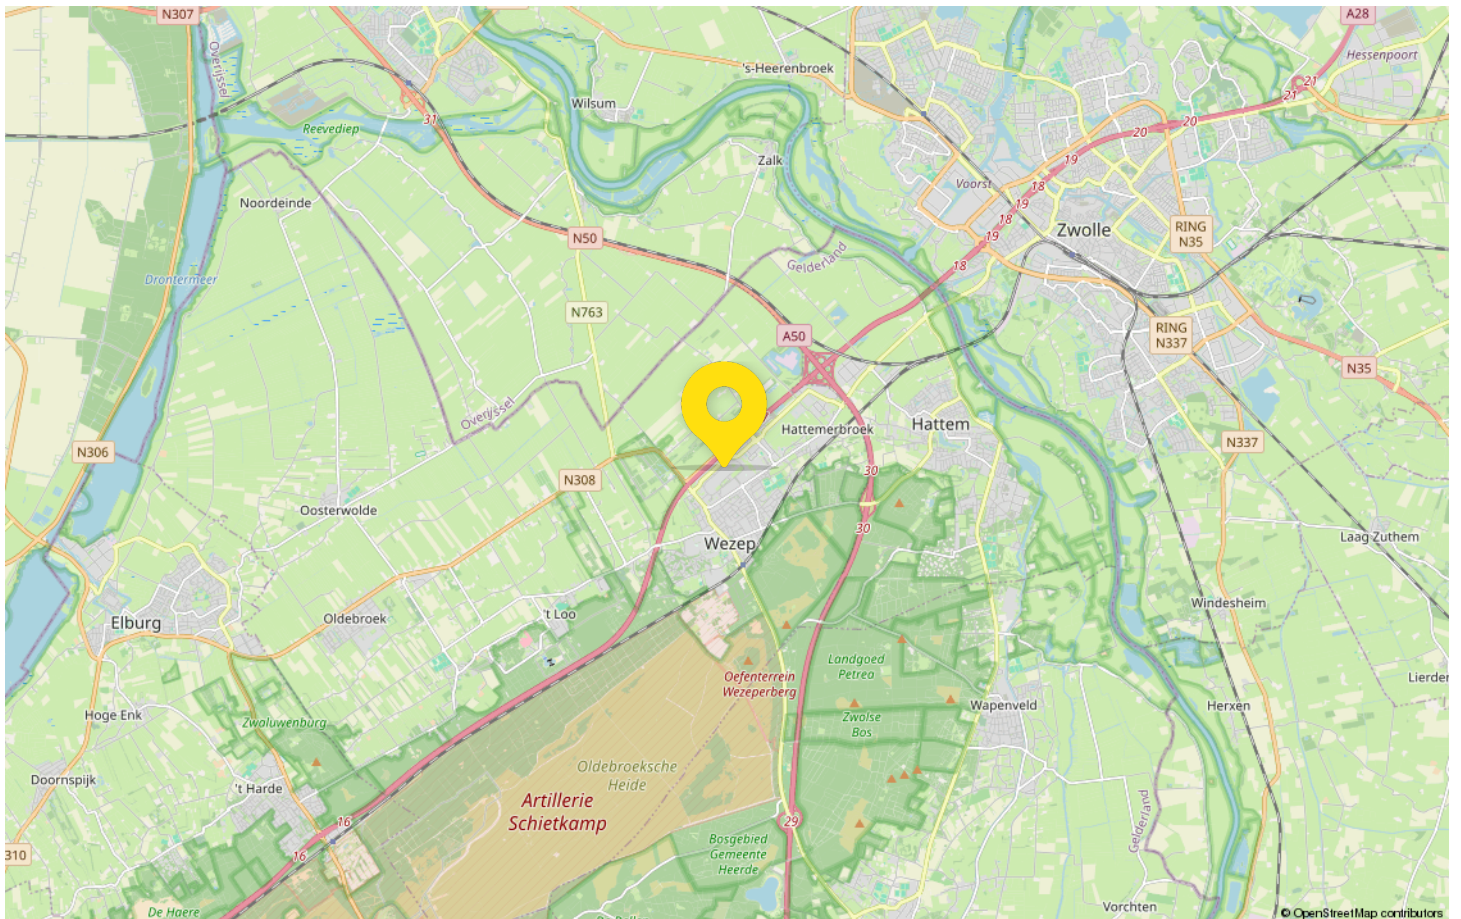 N307
A28
Hessenpoort
Overijssel
's-Heerenbroek
21
21
Wilsum
31
Reevediep
20
20
Zalk
19
Voorst
18
Noordeinde
19
18
Zwolle
RING
N35
N50
19
Gelderland
18
Drontermeer
N763
A50
RING
N337
N35
Overijssel
Hattemerbroek
Hattem
N306
N337
N308
30
Oosterwolde
30
Laag Zuthem
Wezep
Windesheim
't Loo
Oldebroek
Elburg
Landgoed
Petrea
Oefenterrein
Wezeperberg
Lierder
Hoge Enk
Zwaluwenburg
Zwolse
Bos
Wapenveld
Herxen
Oldebroeksche
Heide
Doornspijk
't Harde
Artillerie
Schietkamp
16
29
Gelderland
16
310
Bosgebied
Gemeente
Heerde
De Haere
Vorchten
© OpenStreetMap contributors